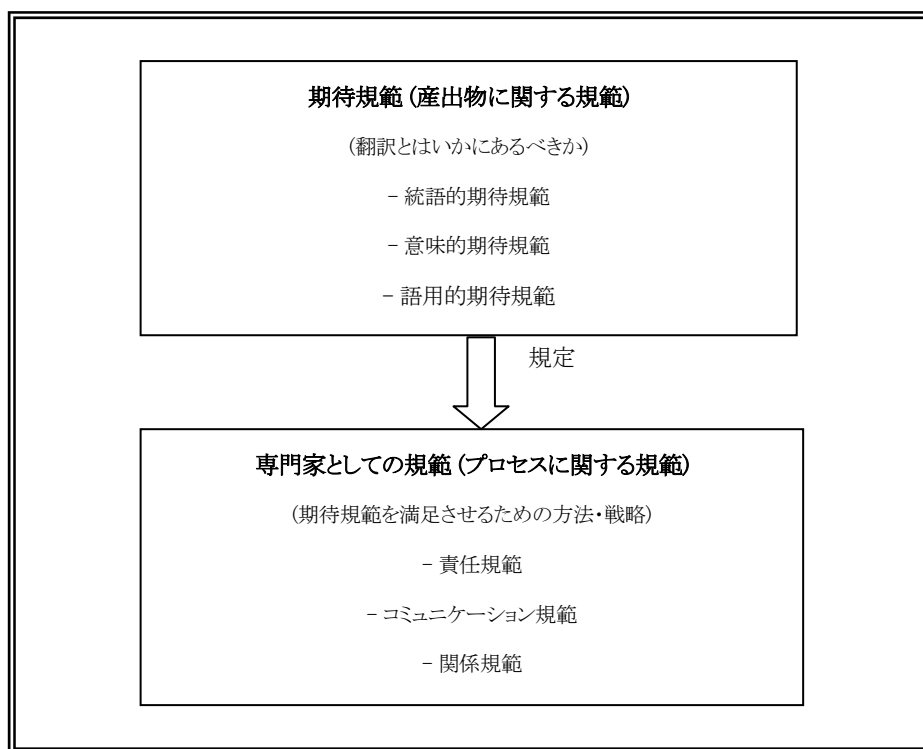 期待規範 (産出物に関する規範)
(翻訳とはいかにあるべきか)
− 統語的期待規範
− 意味的期待規範
− 語用的期待規範
規定
専門家としての規範 (プロセスに関する規範)
(期待規範を満足させるための方法・戦略)
− 責任規範
− コミュニケーション規範
− 関係規範